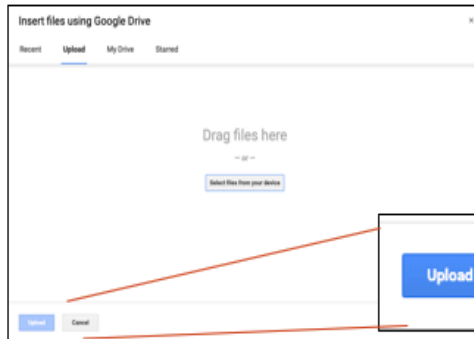 Insert files using Google Drive
×
Recent Upload My Drive Starred
Drag files here
— or —
Select files from your device
Upload
Upload Cancel